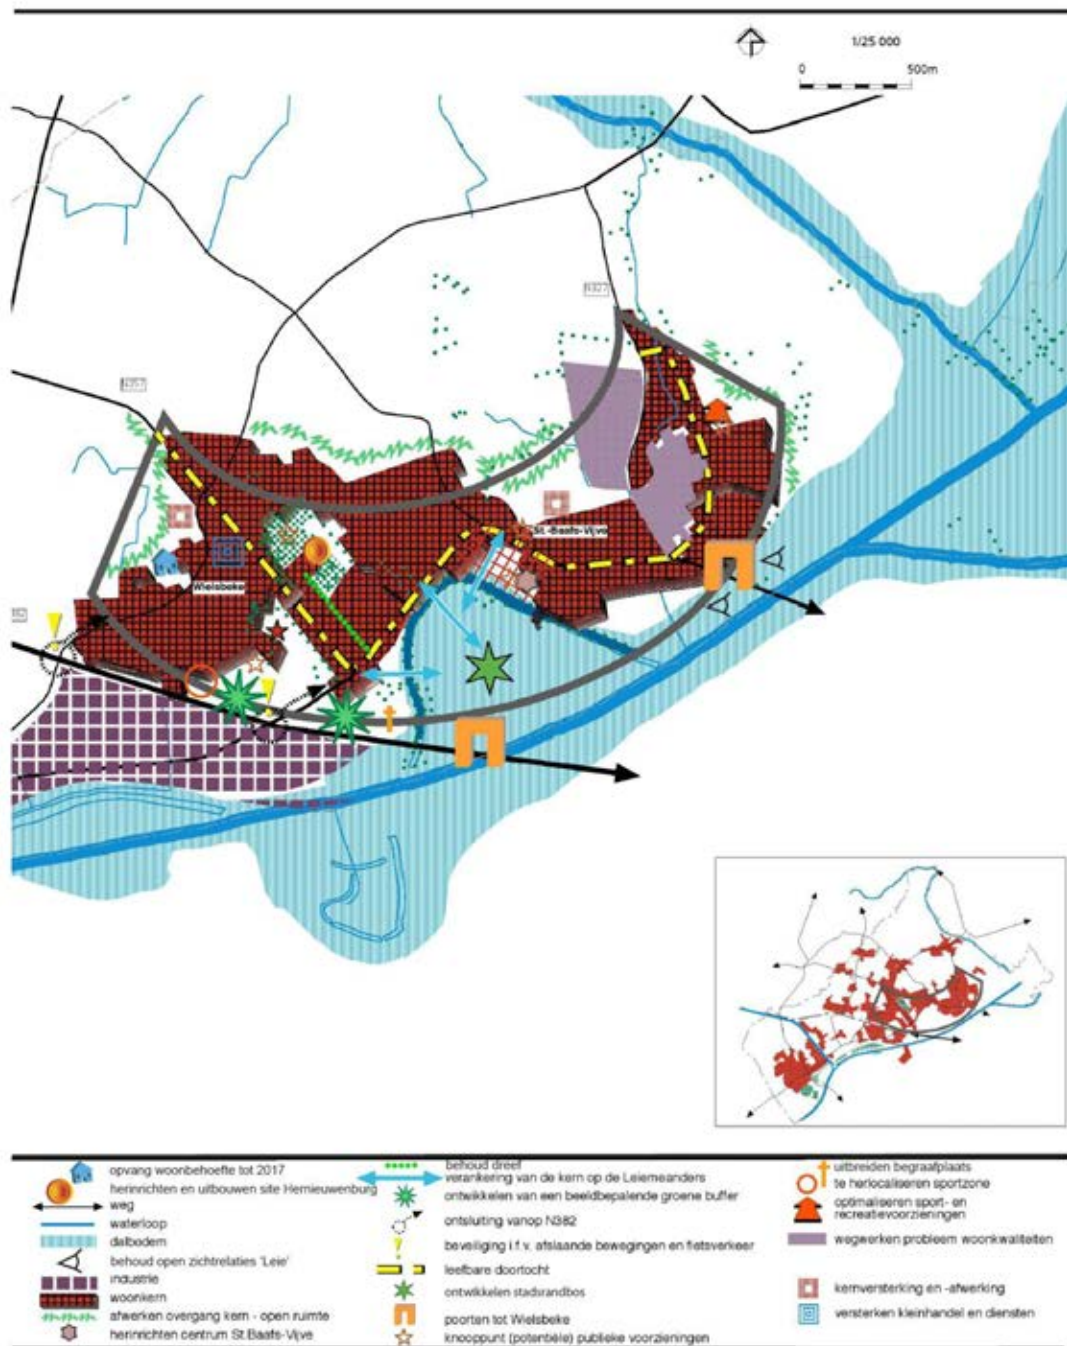 1/25 000
0 500m
N327
N357
St.-Baafs-Vijve
Wielsbeke
opvang woonbehoefte tot 2017
herinrichten en uitbouwen site Hernieuwenburg
weg
waterloop
dalbodem
behoud open zichtrelaties 'Leie'
industrie
woonkern
afwerken overgang kern - open ruimte
herinrichten centrum St.Baafs-Vijve
behoud dreef
verankering van de kern op de Leiemeanders
ontwikkelen van een beeldbepalende groene buffer
ontsluiting vanop N382
beveiliging i.f.v. afslaande bewegingen en fietsverkeer
leefbare doortocht
ontwikkelen stadsrandbos
poorten tot Wielsbeke
knooppunt (potentiële) publieke voorzieningen
uitbreiden begraafplaats
te herlocaliseren sportzone
optimaliseren sport- en
recreatievoorzieningen
wegwerken probleem woonkwaliteiten
kernversterking en -afwerking
versterken kleinhandel en diensten